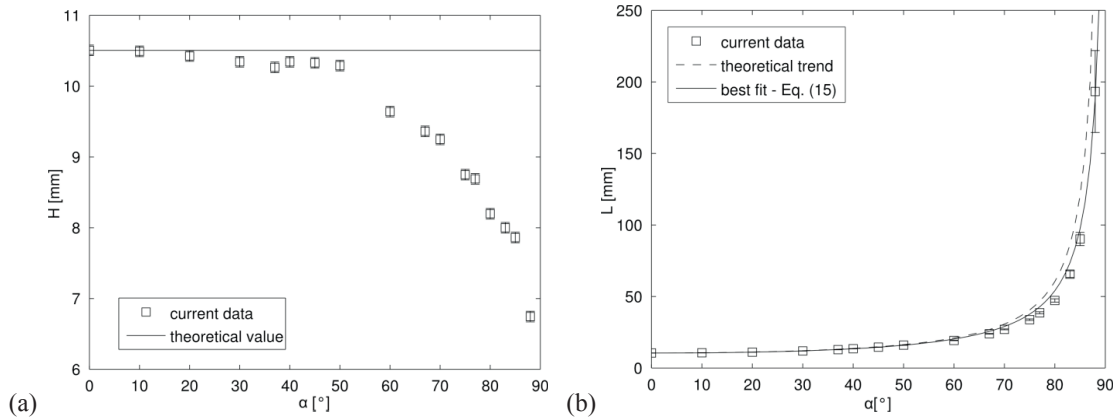 11
10
9
8
7
6
H [mm]
current data
theoretical value
0 10 20 30 40 50 60 70 80 90
α [°]
(a)
250
200
150
100
50
0
L [mm]
current data
theoretical trend
best fit - Eq. (15)
0 10 20 30 40 50 60 70 80 90
α [°]
(b)